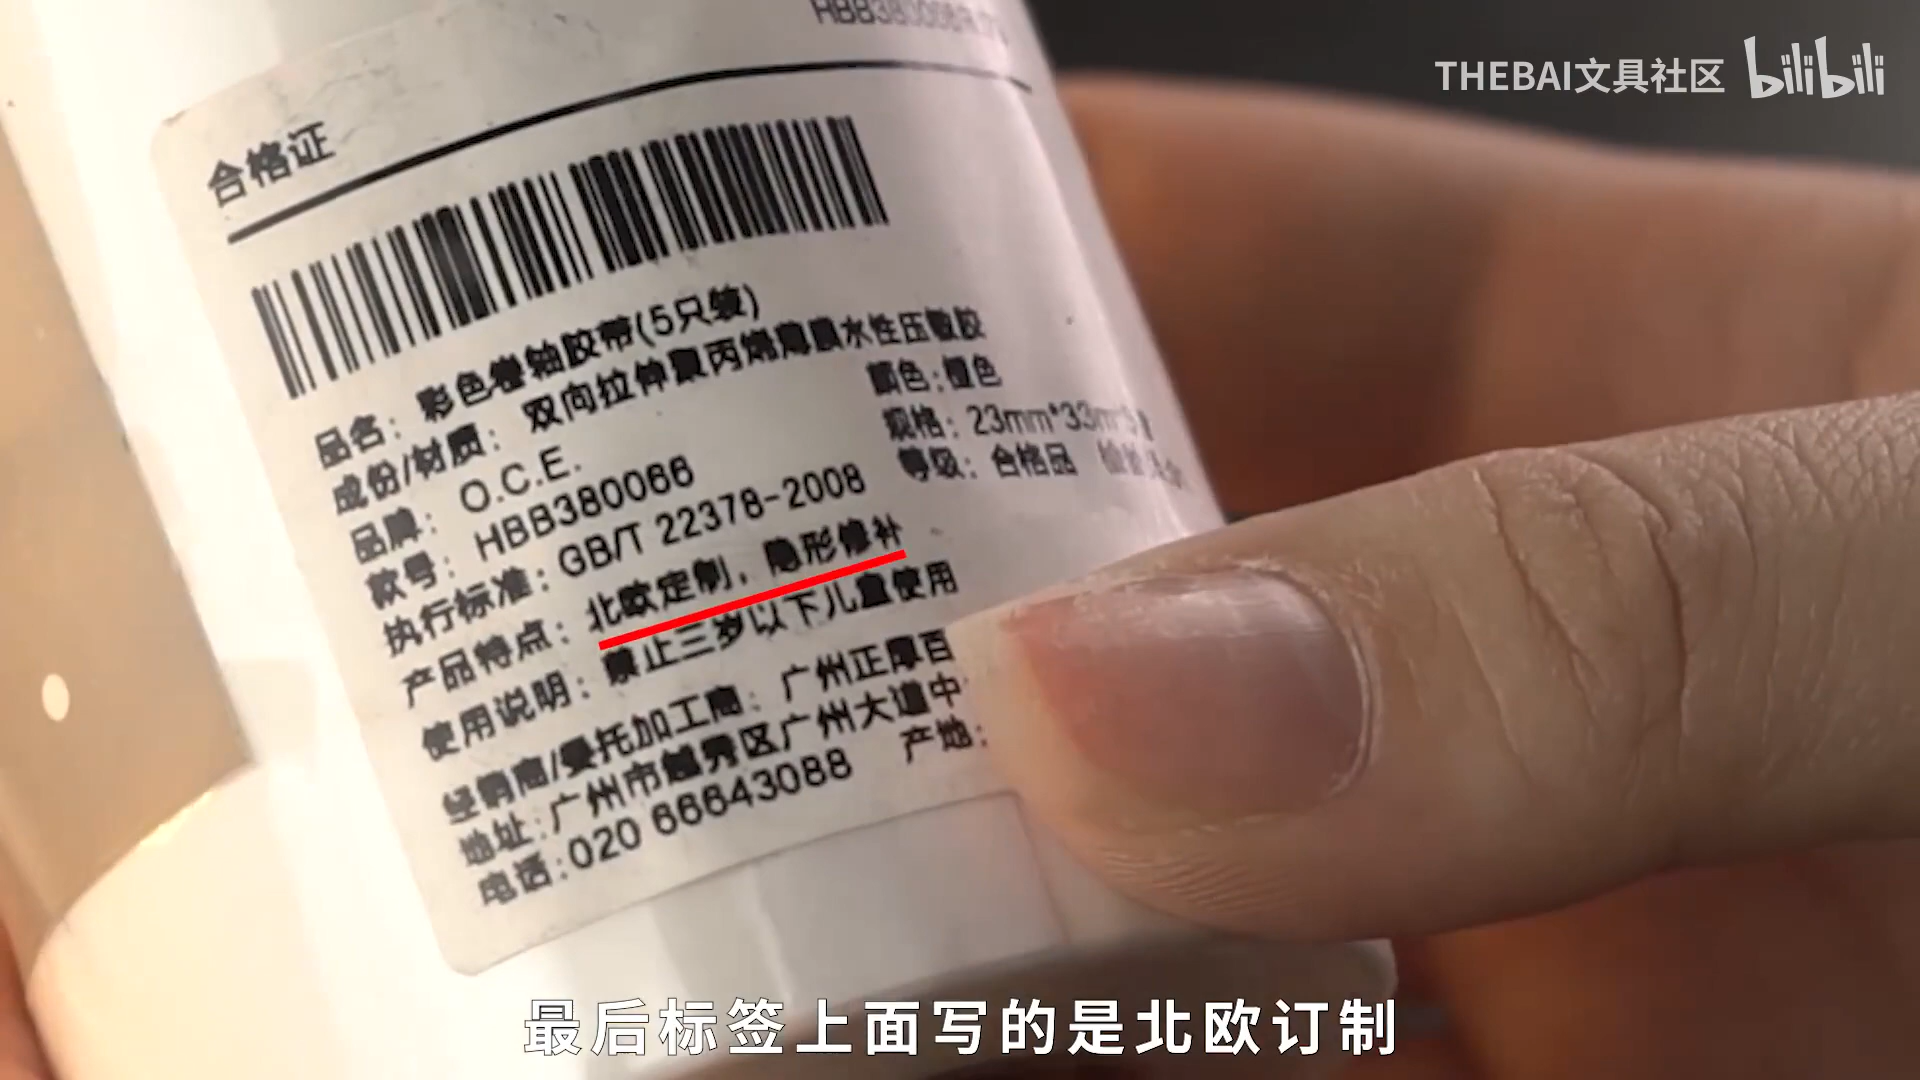 HBB380066
THEBAI文具社区 bilibili
合格证
品名：彩色卷轴胶带(5只装)
成份/材质：双向拉伸聚丙烯薄膜水性压敏胶
品牌：O.C.E. 颜色:橙色
款号：HBB380066 规格：23mm*33m*5
执行标准：GB/T 22378-2008 等级：合格品
产品特点：北欧定制，隐形修补
使用说明：禁止三岁以下儿童使用
经销商/委托加工商：广州正厚百
地址:广州市越秀区广州大道中
电话:020 66643088 产地:
最后标签上面写的是北欧订制